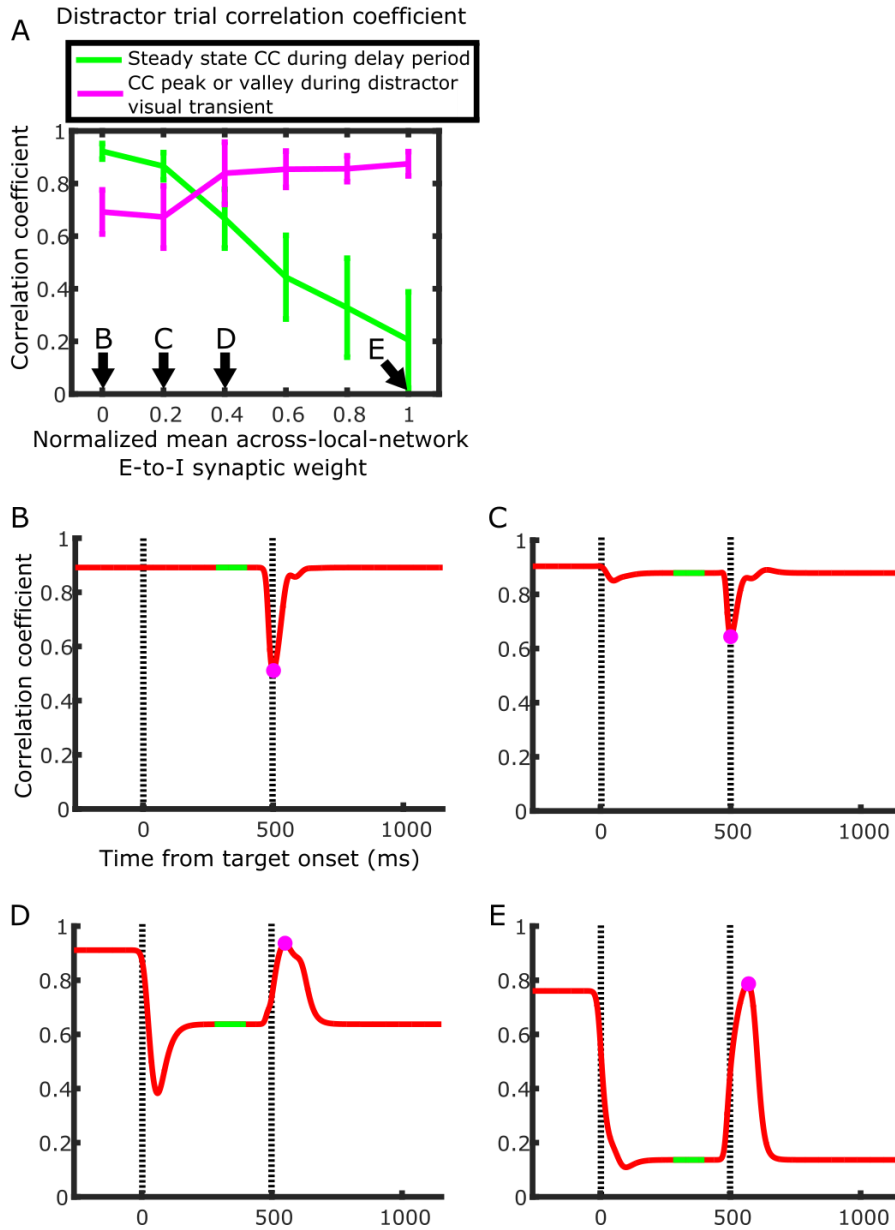 Distractor trial correlation coefficient
A
Steady state CC during delay period
CC peak or valley during distractor
visual transient
Correlation coefficient
1
0.8
0.6
0.4
0.2
0
B C D E
0 0.2 0.4 0.6 0.8 1
Normalized mean across-local-network
E-to-I synaptic weight
B
Correlation coefficient
1
0.8
0.6
0.4
0.2
0
0 500 1000
Time from target onset (ms)
C
1
0.8
0.6
0.4
0.2
0
0 500 1000
D
1
0.8
0.6
0.4
0.2
0
0 500 1000
E
1
0.8
0.6
0.4
0.2
0
0 500 1000